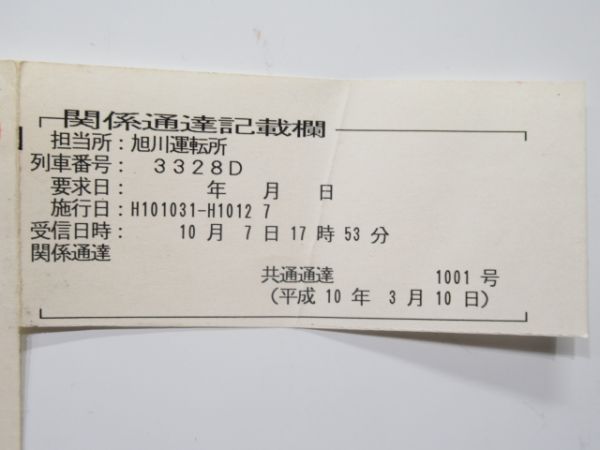 関係通達記載欄
担当所：旭川運転所
列車番号： 3328D
要求日： 年 月 日
施行日：H101031-H1012 7
受信日時： 10 月 7 日 17 時 53 分
関係通達
共通通達 1001 号
（平成 10 年 3 月 10 日）